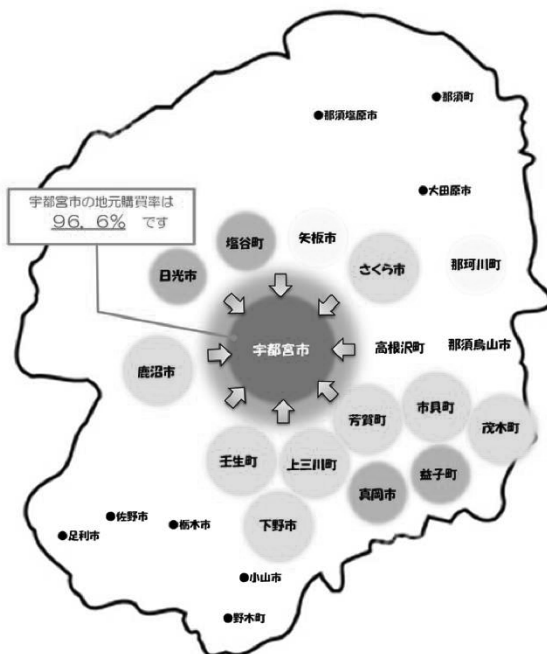 ●那須町
●那須塩原市
●大田原市
宇都宮市の地元購買率は
96.6% です
塩谷町
矢板市
さくら市
那珂川町
日光市
宇都宮市
高根沢町
那須烏山市
鹿沼市
芳賀町
市貝町
茂木町
壬生町
上三川町
真岡市
益子町
下野市
●佐野市
●栃木市
●足利市
●小山市
●野木町